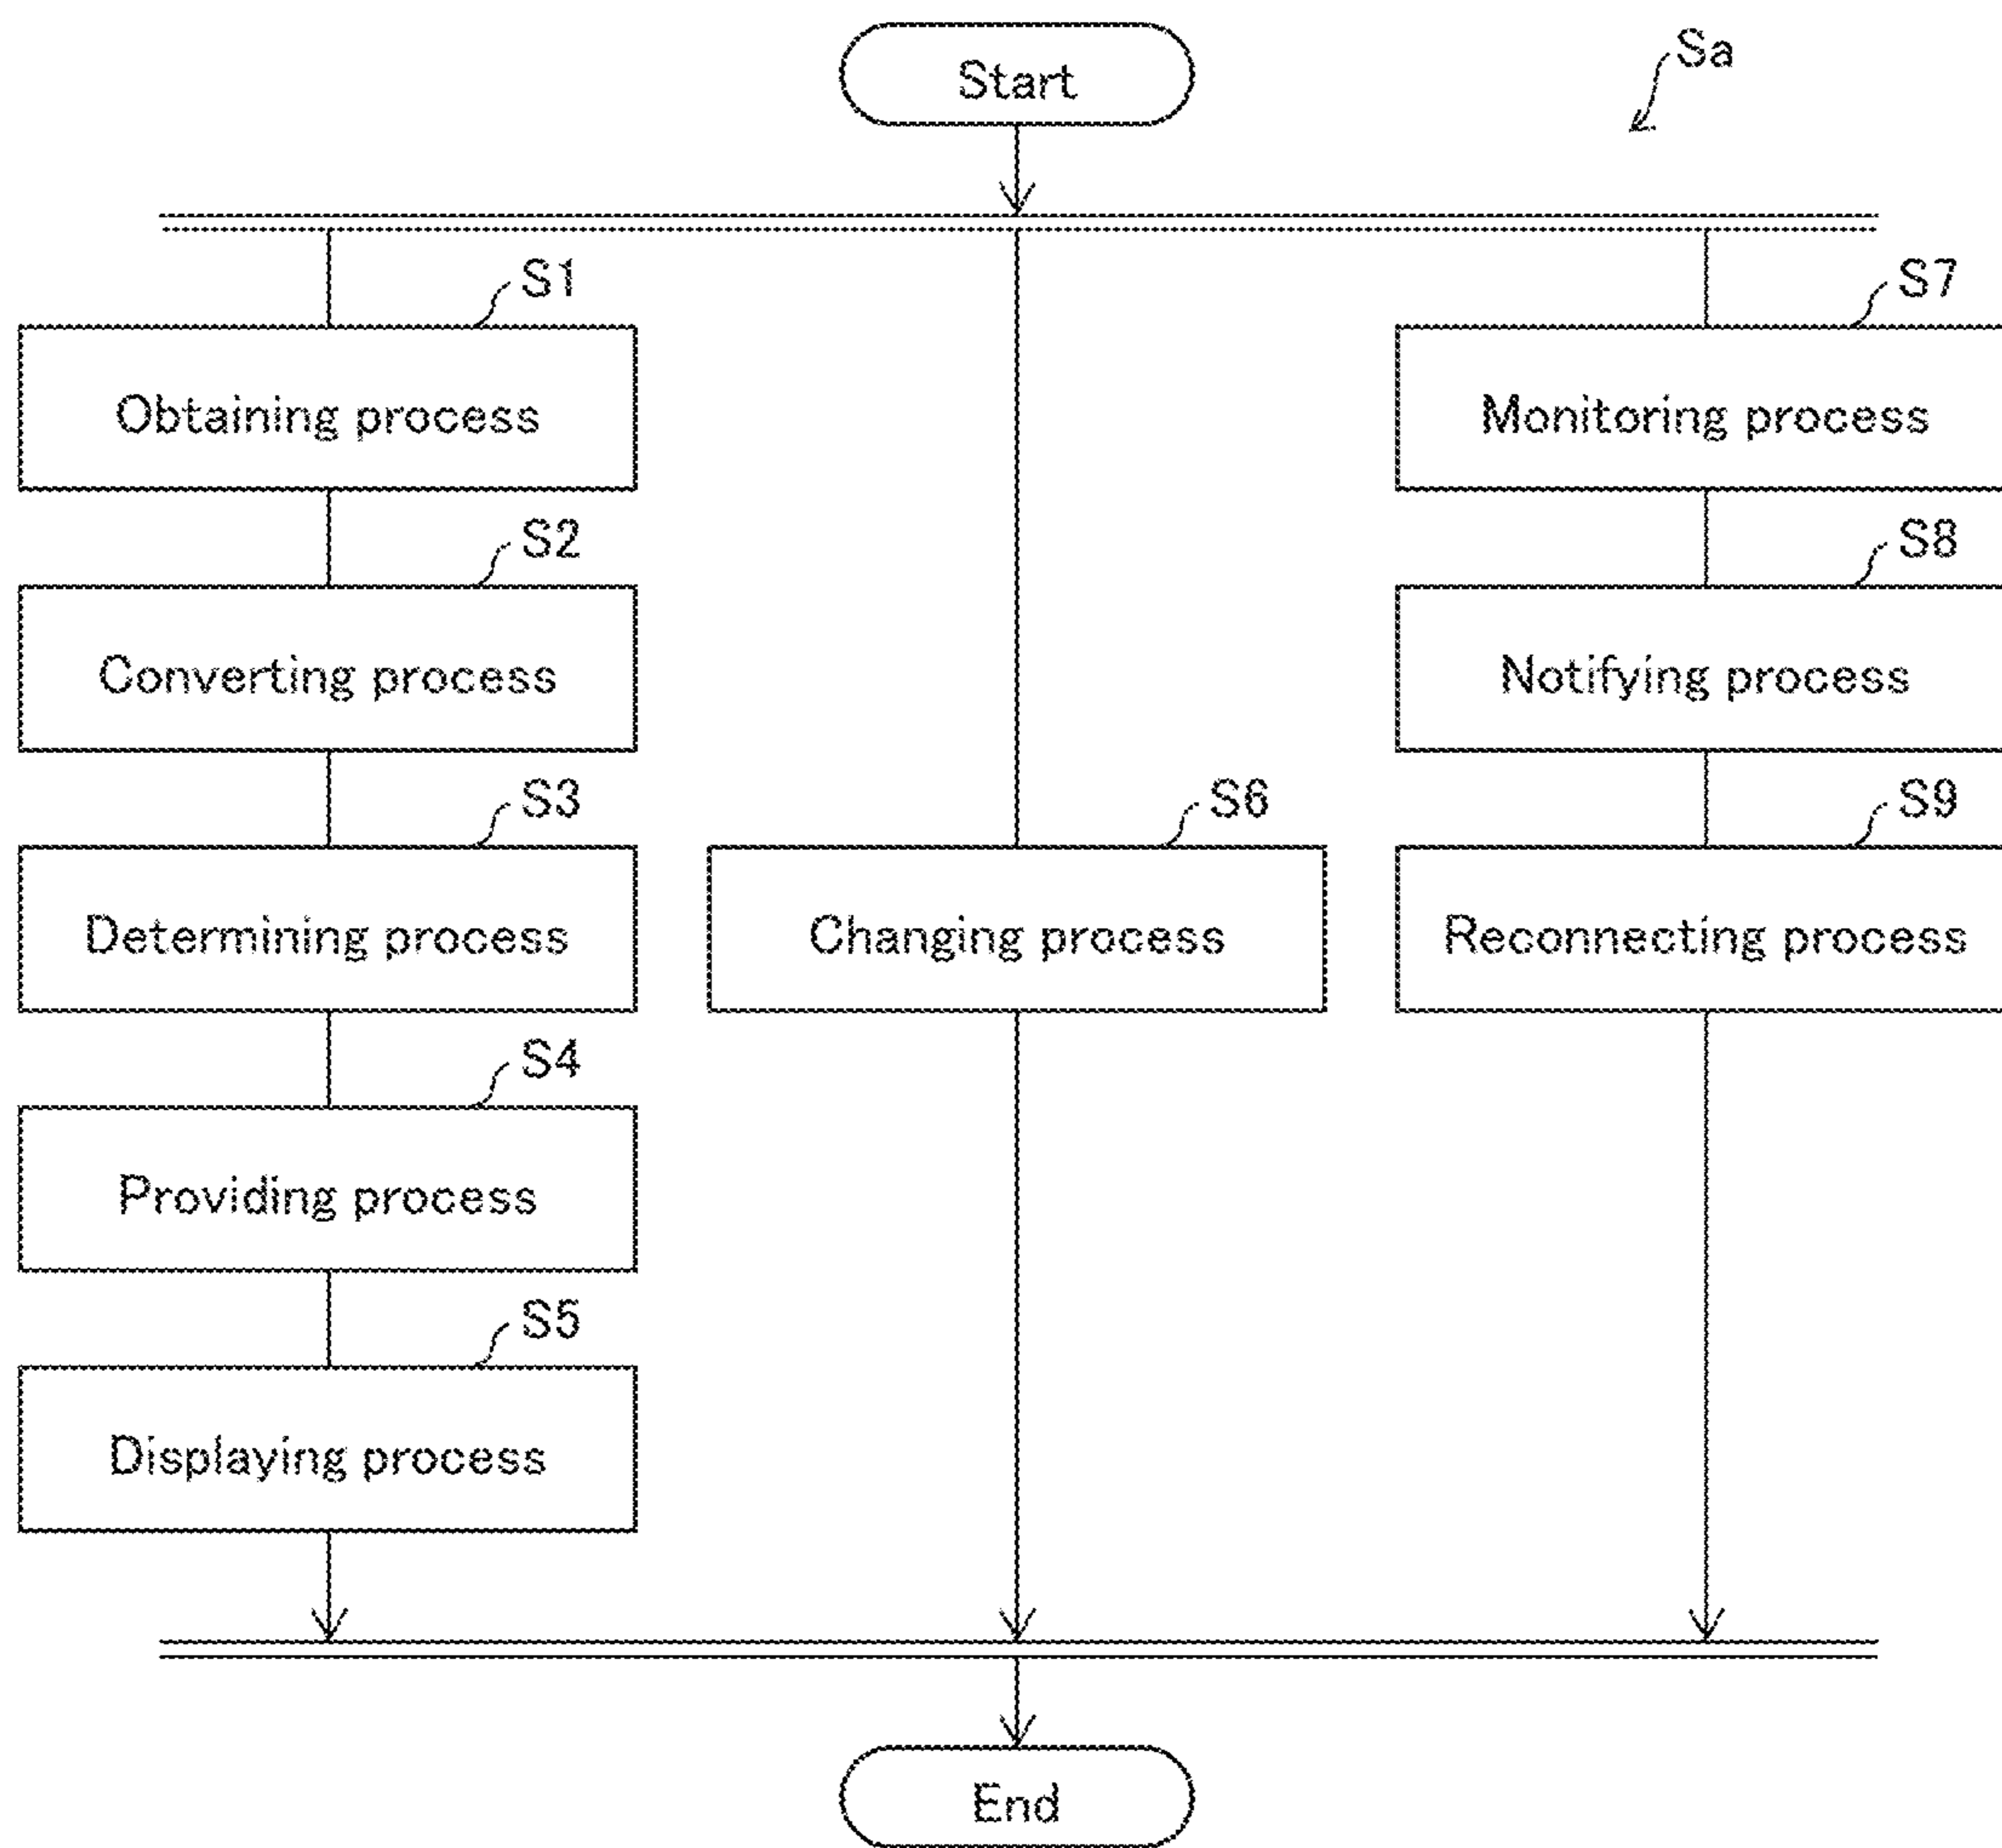 Start
Sa
S1
Obtaining process
S2
Converting process
S3
Determining process
S4
Providing process
S5
Displaying process
S6
Changing process
S7
Monitoring process
S8
Notifying process
S9
Reconnecting process
End